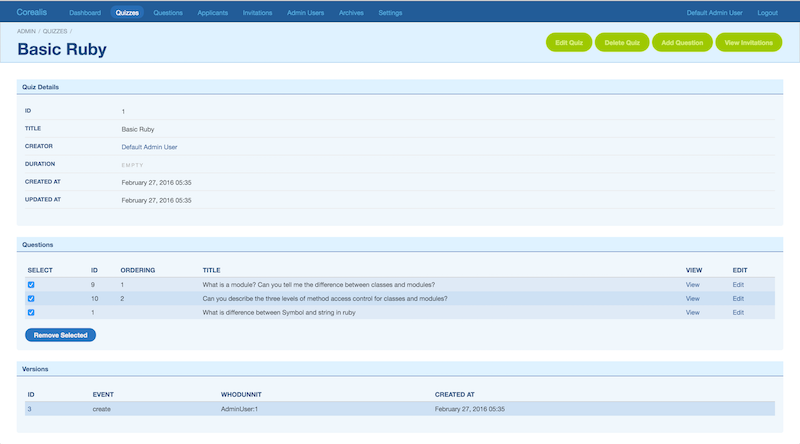 Corealis Dashboard Quizzes Questions Applicants Invitations Admin Users Archives Settings Default Admin User Logout
ADMIN / QUIZZES /
Basic Ruby Edit Quiz Delete Quiz Add Question View Invitations
Quiz Details
ID 1
TITLE Basic Ruby
CREATOR Default Admin User
DURATION EMPTY
CREATED AT February 27, 2016 05:35
UPDATED AT February 27, 2016 05:35
Questions
SELECT ID ORDERING TITLE VIEW EDIT
9 1 What is a module? Can you tell me the difference between classes and modules? View Edit
10 2 Can you describe the three levels of method access control for classes and modules? View Edit
1 What is difference between Symbol and string in ruby View Edit
Remove Selected
Versions
ID EVENT WHODUNNIT CREATED AT
3 create AdminUser:1 February 27, 2016 05:35